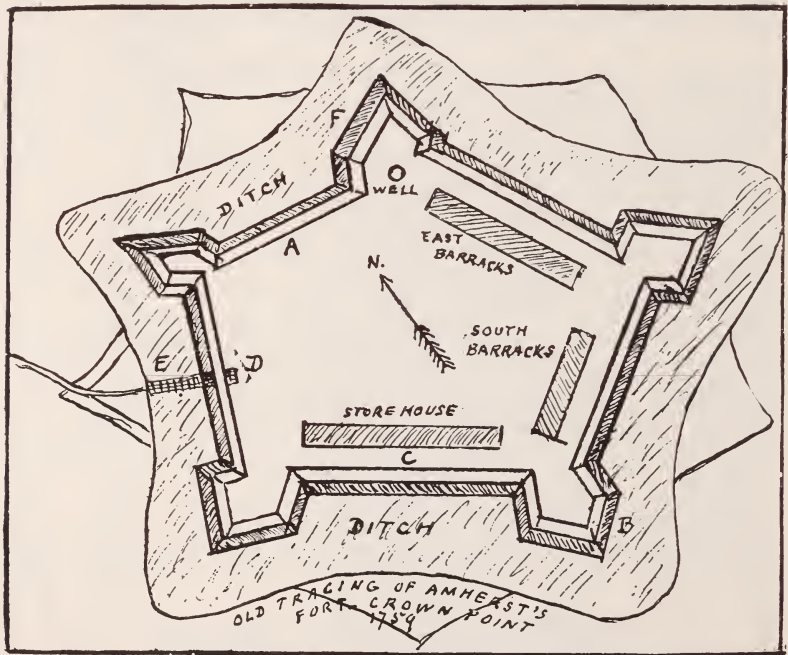 F
DITCH
WELL
A
EAST
BARRACKS
N.
SOUTH
BARRACKS
E
D
STORE HOUSE
C
DITCH
B
OLD TRACING OF AMHERST'S
FORT- CROWN POINT
1759